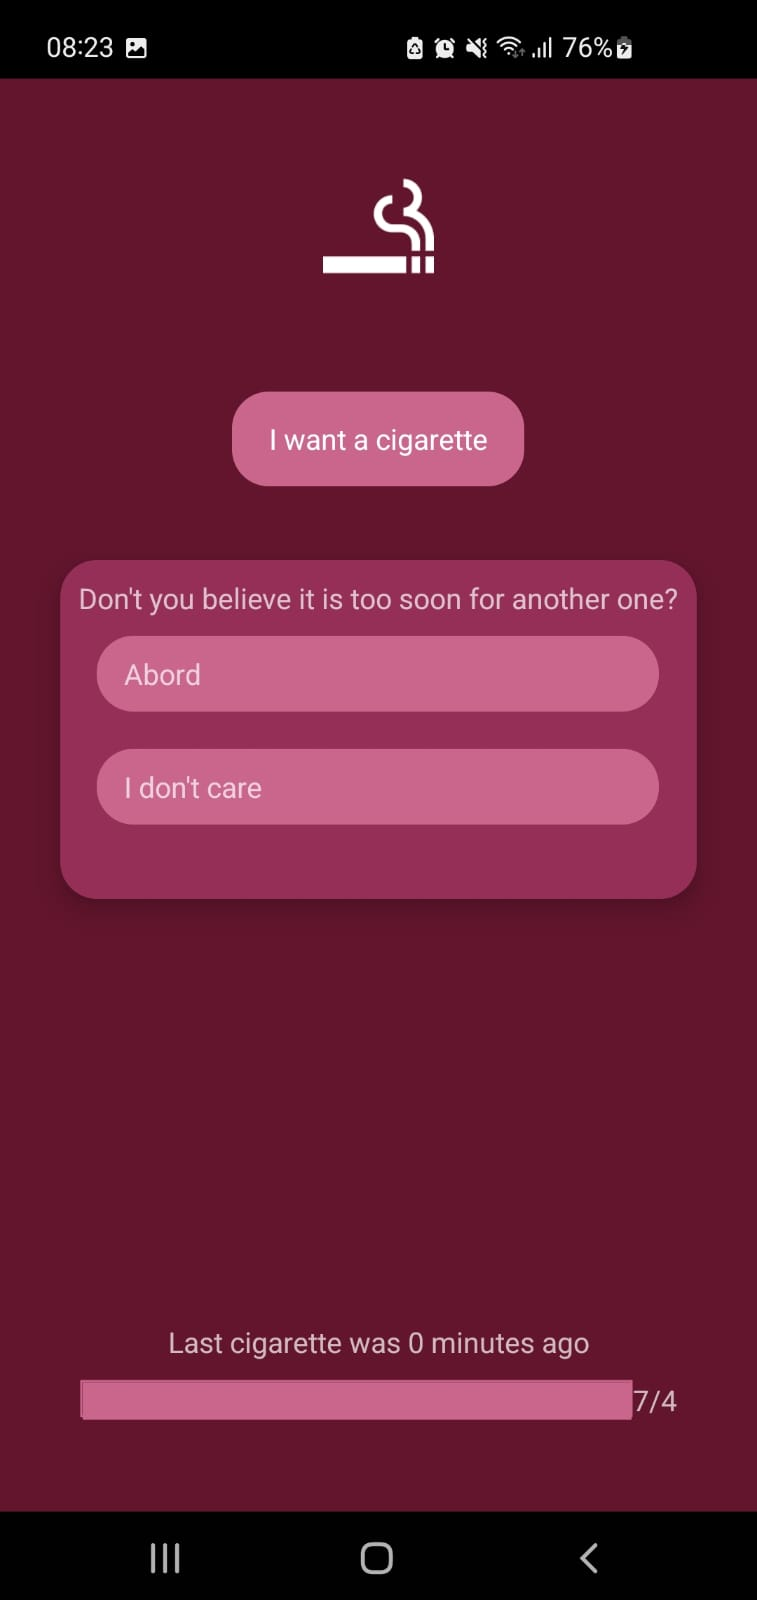 08:23
76%
I want a cigarette
Don't you believe it is too soon for another one?
Abord
I don't care
Last cigarette was 0 minutes ago
7/4